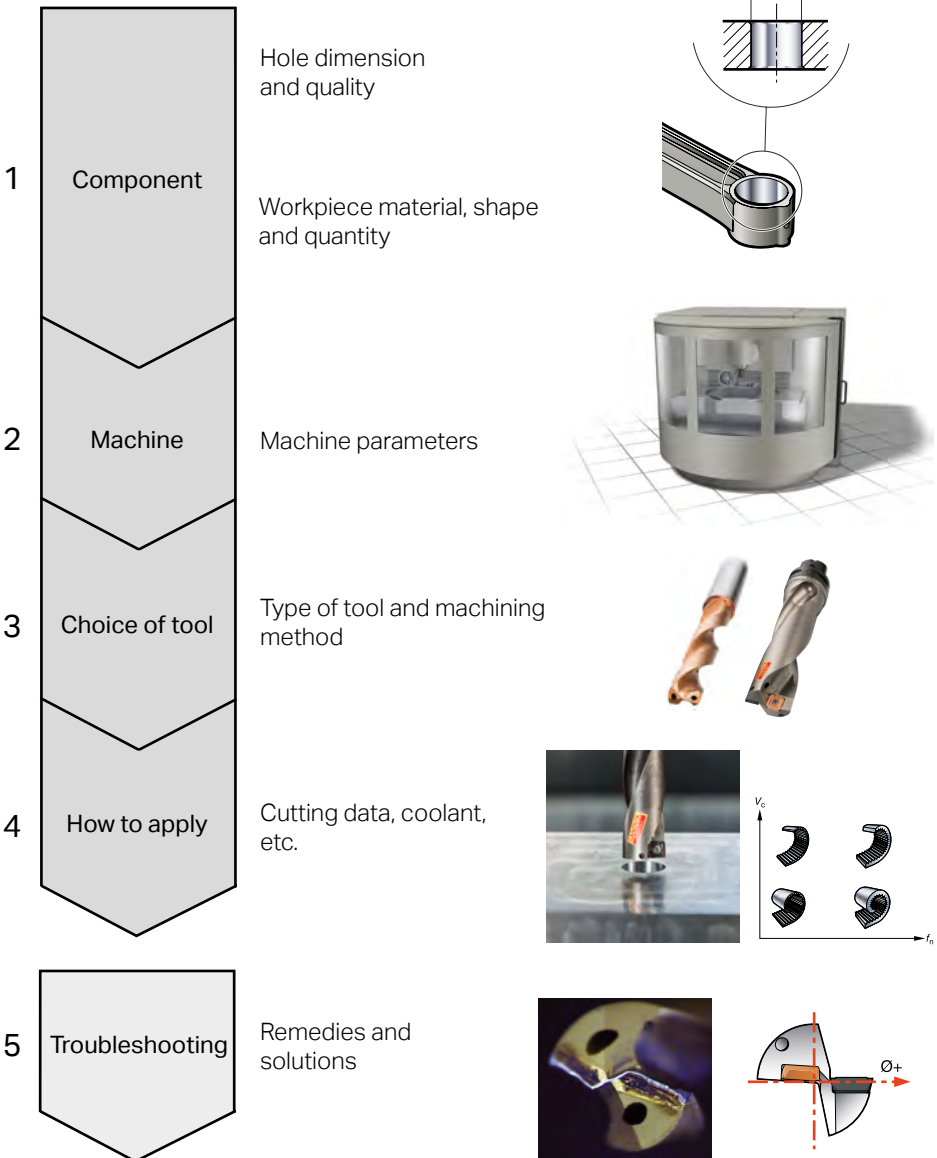 Hole dimension
and quality
1
Component
Workpiece material, shape
and quantity
2
Machine
Machine parameters
3
Choice of tool
Type of tool and machining
method
4
How to apply
Cutting data, coolant,
etc.
Vc
fn
5
Troubleshooting
Remedies and
solutions
Ø+